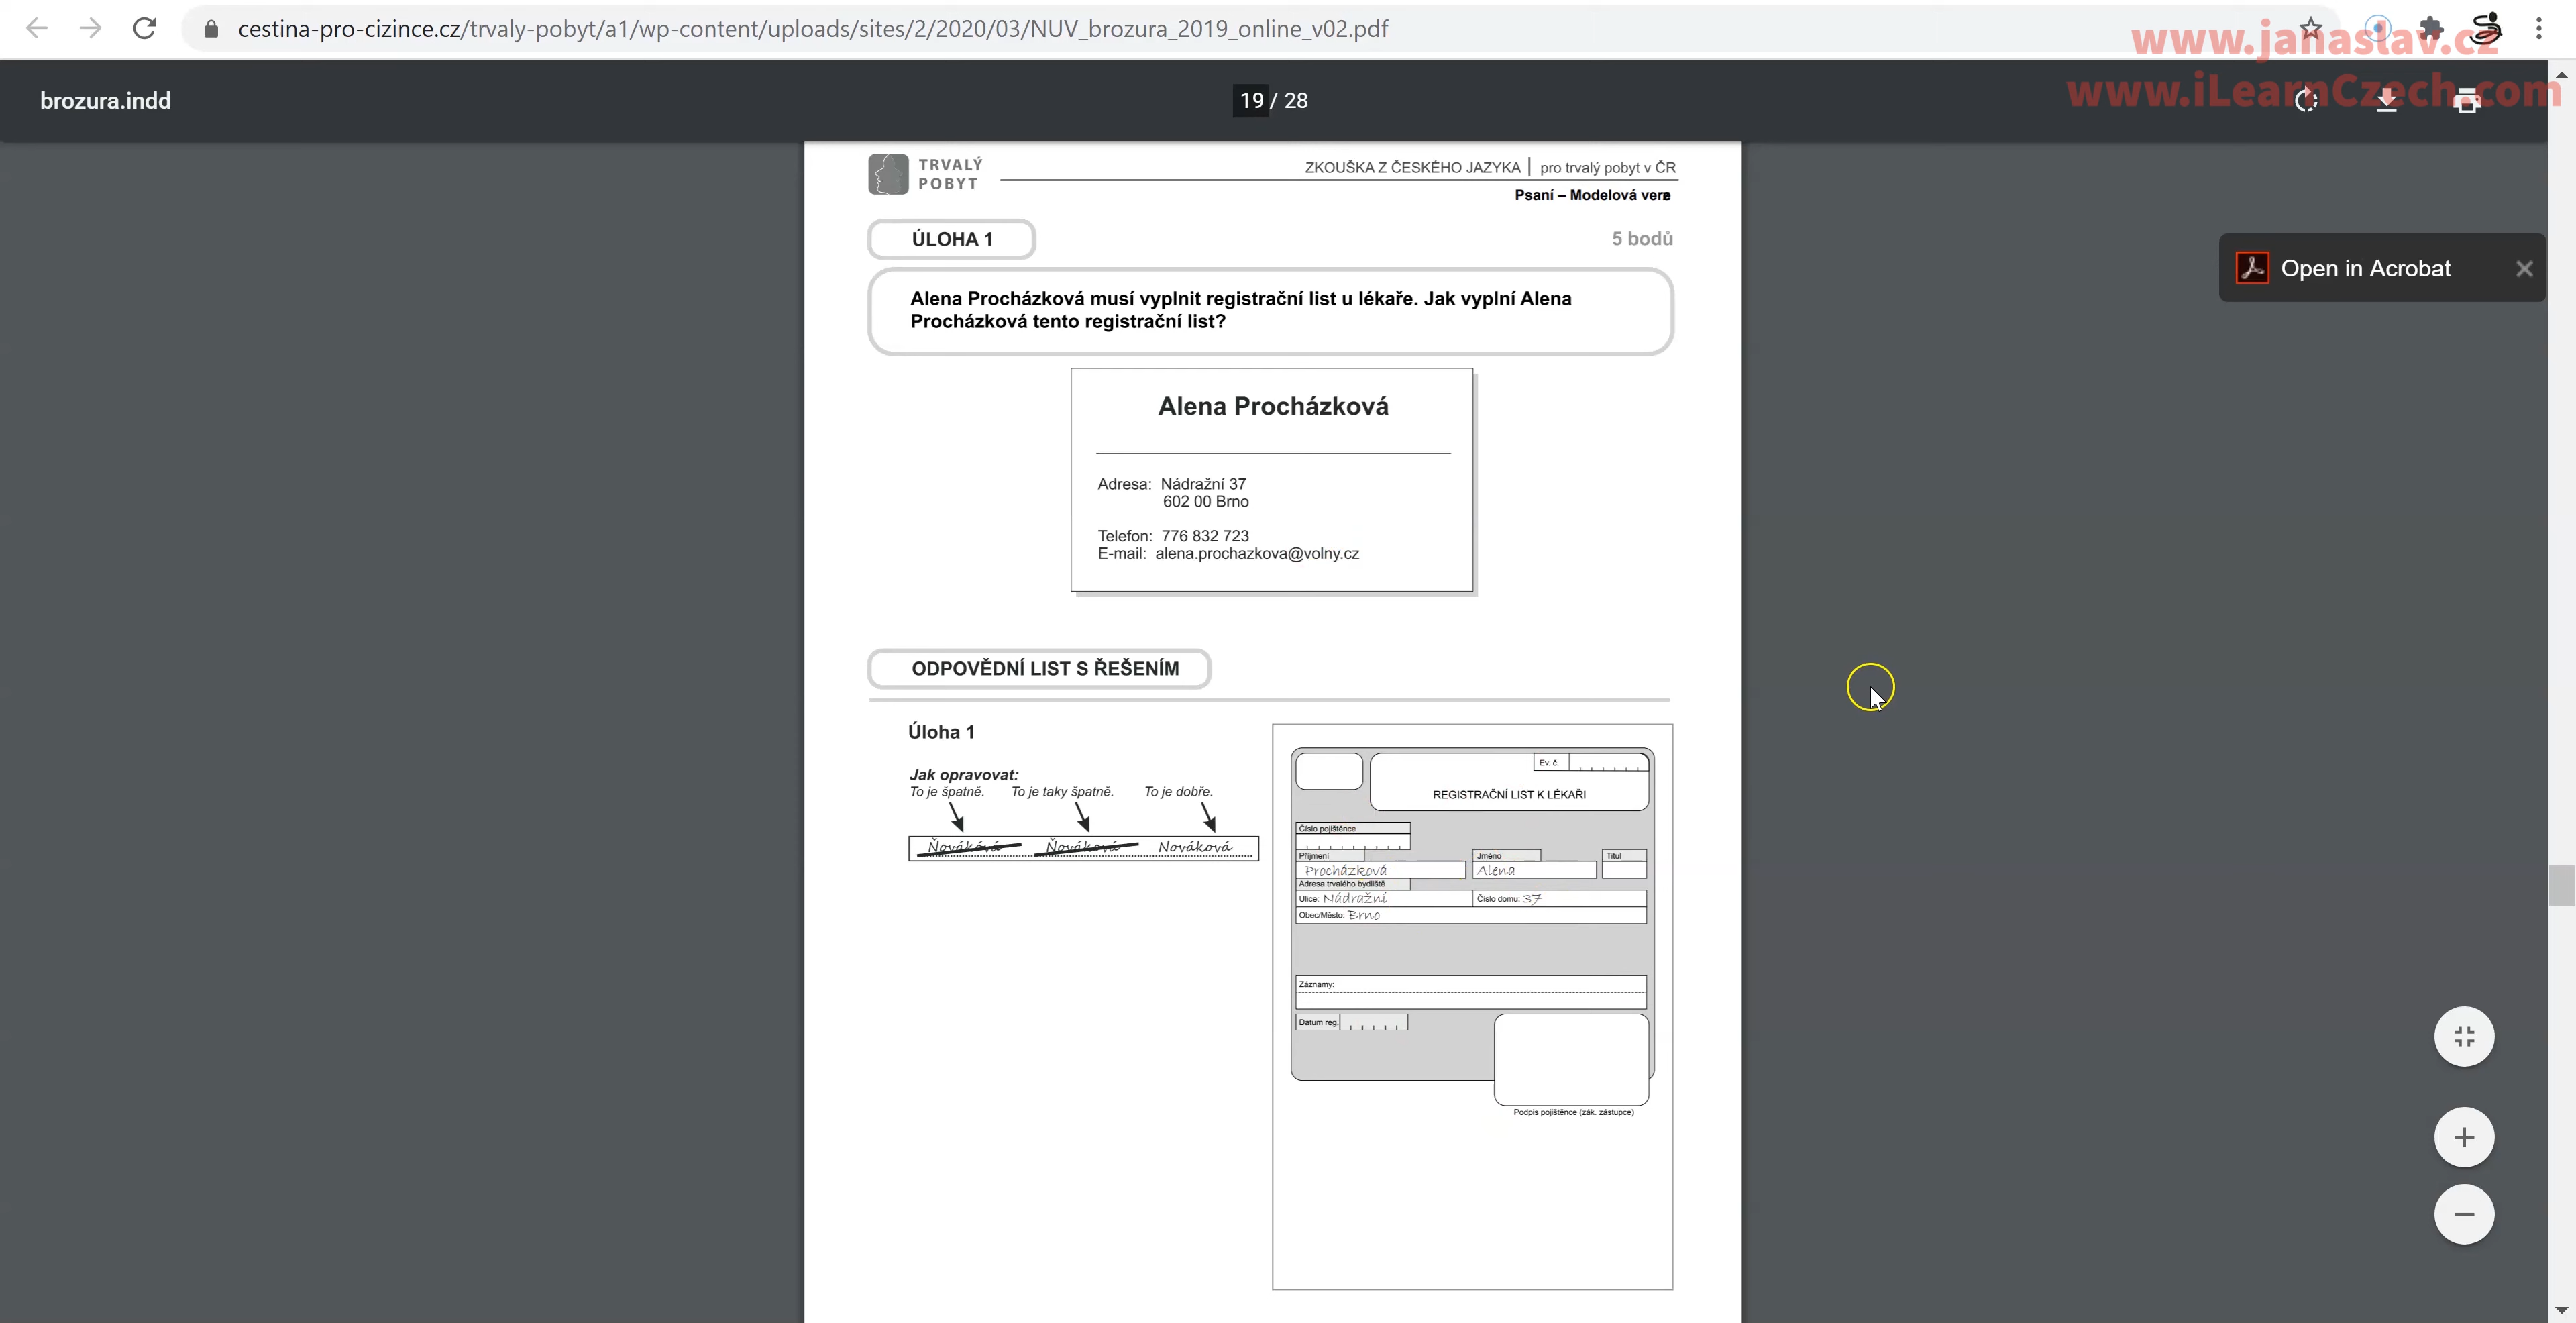 cestina-pro-cizince.cz/trvaly-pobyt/a1/wp-content/uploads/sites/2/2020/03/NUV_brozura_2019_online_v02.pdf
www.janaslav.cz
www.iLearnCzech.com
brozura.indd
19 / 28
Open in Acrobat
TRVALÝ
POBYT
ZKOUŠKA Z ČESKÉHO JAZYKA | pro trvalý pobyt v ČR
Psaní – Modelová verze
ÚLOHA 1
5 bodů
Alena Procházková musí vyplnit registrační list u lékaře. Jak vyplní Alena
Procházková tento registrační list?
Alena Procházková
Adresa: Nádražní 37
602 00 Brno
Telefon: 776 832 723
E-mail: alena.prochazkova@volny.cz
ODPOVĚDNÍ LIST S ŘEŠENÍM
Úloha 1
Jak opravovat:
To je špatně. To je taky špatně. To je dobře.
Ňováková Ňováková Nováková
Ev. č.
REGISTRAČNÍ LIST K LÉKAŘI
Číslo pojištěnce
Příjmení Jméno Titul
Procházková Alena
Adresa trvalého bydliště
Ulice: Nádražní Číslo domu: 37
Obec/Město: Brno
Záznamy:
Datum reg.
Podpis pojištěnce (zák. zástupce)